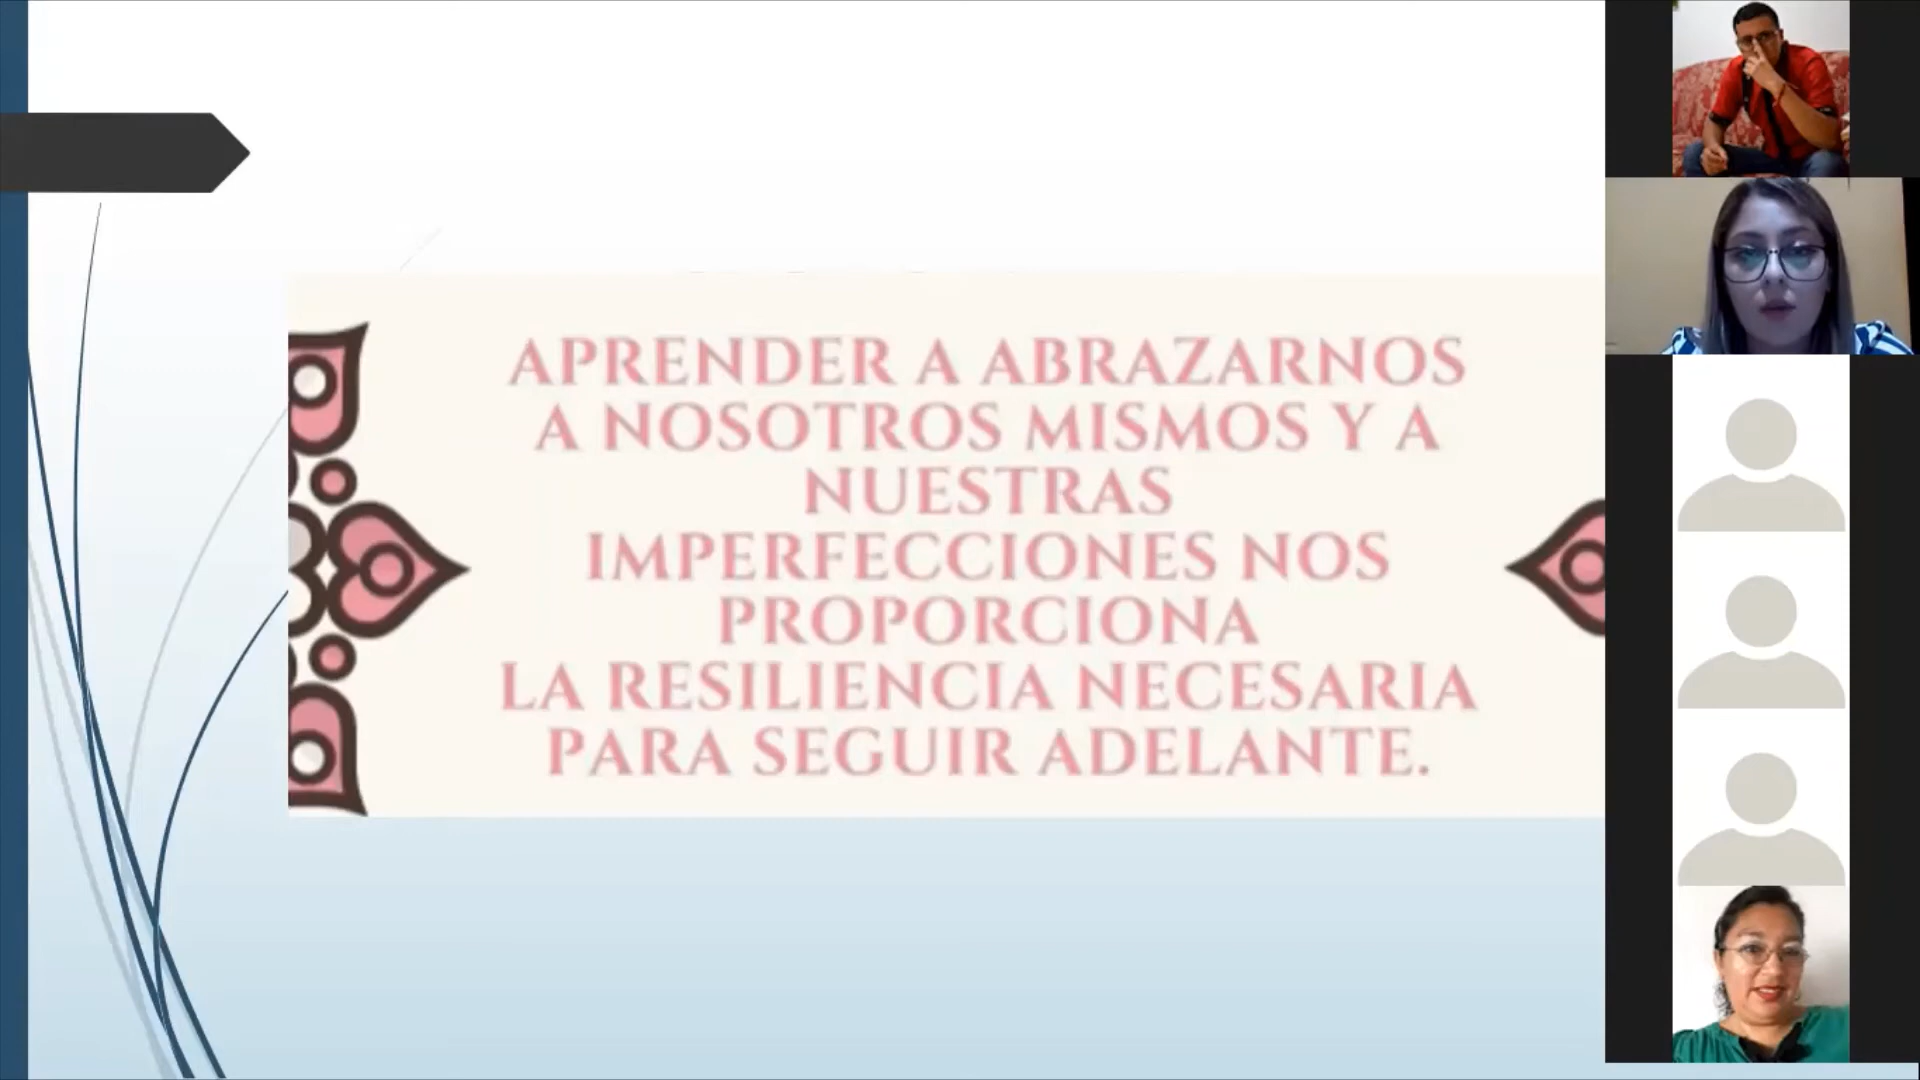 APRENDER A ABRAZARNOS
A NOSOTROS MISMOS Y A
NUESTRAS
IMPERFECCIONES NOS
PROPORCIONA
LA RESILIENCIA NECESARIA
PARA SEGUIR ADELANTE.